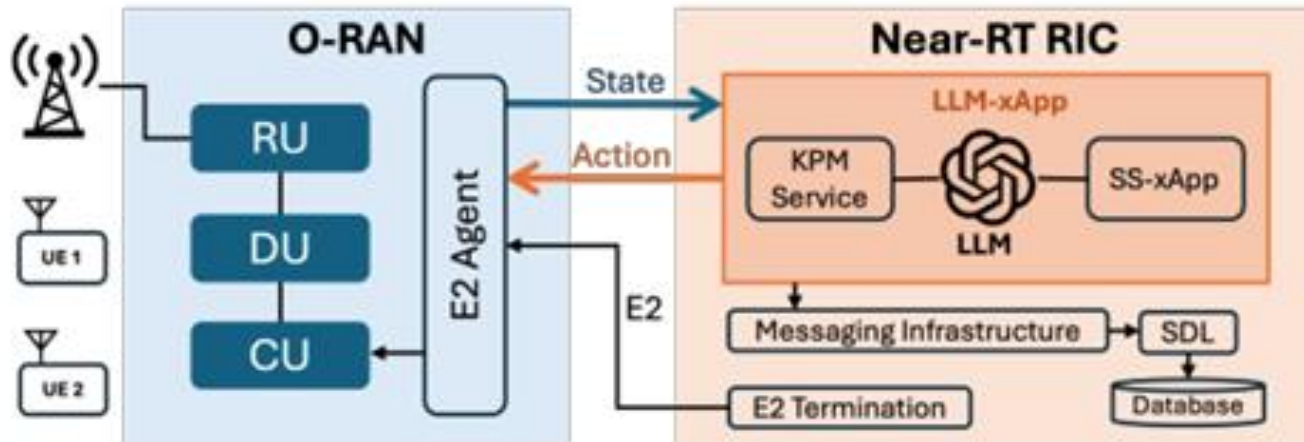 O-RAN
Near-RT RIC
State
LLM-xApp
RU
Action
KPM
Service
SS-xApp
LLM
E2 Agent
UE 1
DU
E2
Messaging Infrastructure
SDL
CU
UE 2
E2 Termination
Database